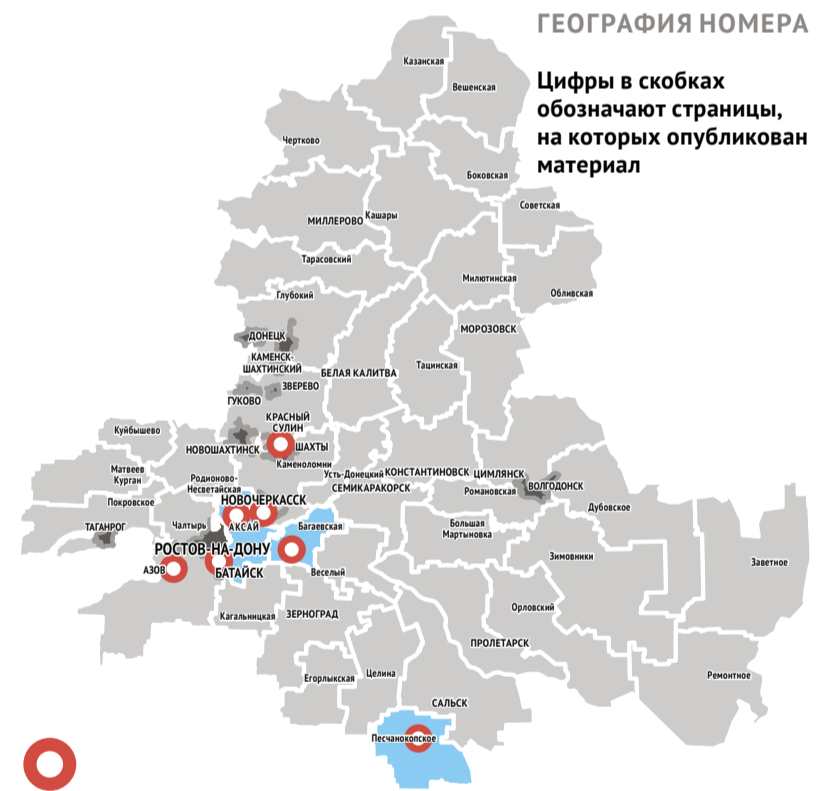 ГЕОГРАФИЯ НОМЕРА
Цифры в скобках
обозначают страницы,
на которых опубликован
материал
Казанская
Вешенская
Чертково
Боковская
Советская
МИЛЛЕРОВО
Кашары
Тарасовский
Милютинская
Обливская
Глубокий
МОРОЗОВСК
ДОНЕЦК
КАМЕНСК-
ШАХТИНСКИЙ
Тацинская
БЕЛАЯ КАЛИТВА
ЗВЕРЕВО
ГУКОВО
КРАСНЫЙ
СУЛИН
Куйбышево
НОВОШАХТИНСК
ШАХТЫ
Каменоломни
Матвеев
Курган
Родионово-
Несветайская
Усть-Донецкий
КОНСТАНТИНОВСК
ЦИМЛЯНСК
СЕМИКАРАКОРСК
Романовская
ВОЛГОДОНСК
Покровское
НОВОЧЕРКАССК
Дубовское
ТАГАНРОГ
Чалтырь
АКСАЙ
Багаевская
Большая
Мартыновка
РОСТОВ-НА-ДОНУ
Зимовники
Заветное
АЗОВ
БАТАЙСК
Веселый
Кагальницкая
ЗЕРНОГРАД
Орловский
ПРОЛЕТАРСК
Егорлыкская
Целина
Ремонтное
САЛЬСК
Песчанокопское